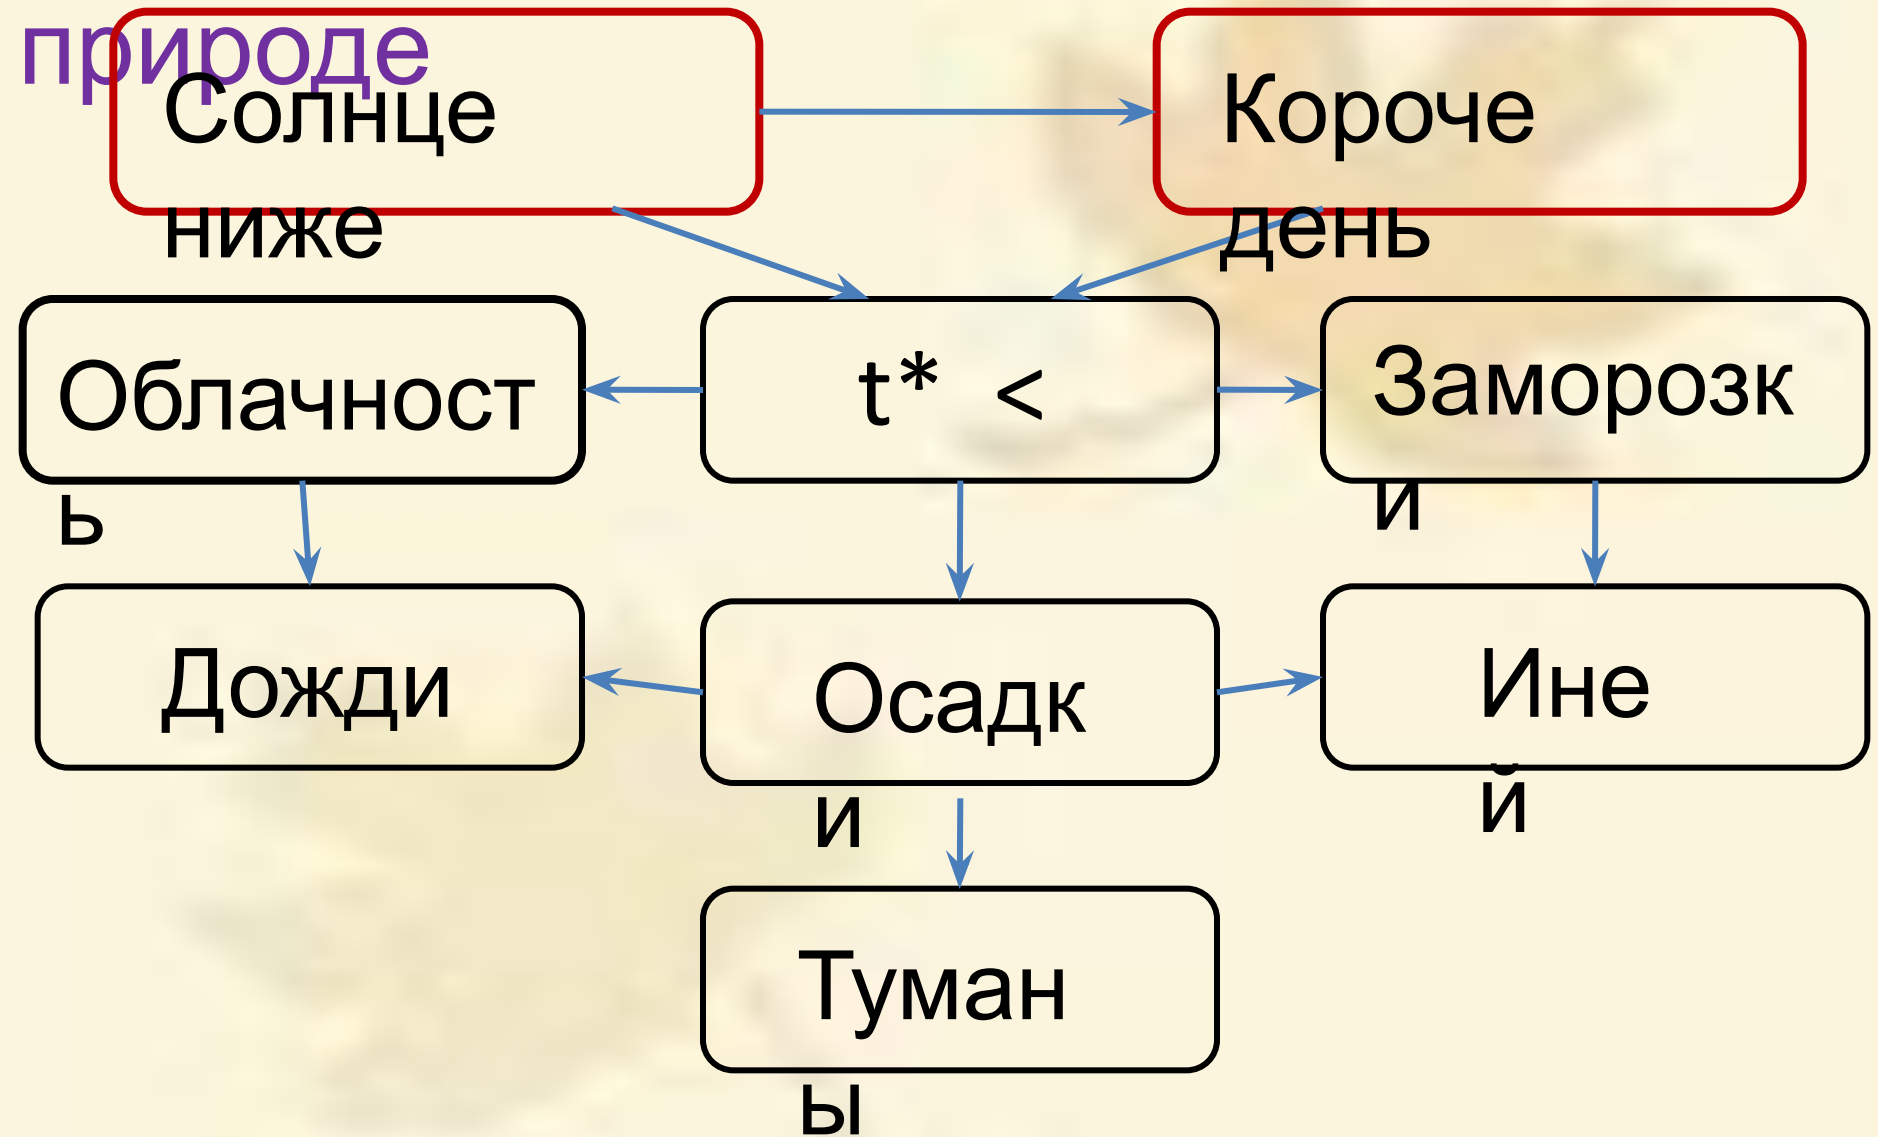 природе
Солнце
ниже
Короче
день
Облачност
ь
t* <
Заморозк
и
Дожди
Осадк
и
Ине
й
Туман
ы